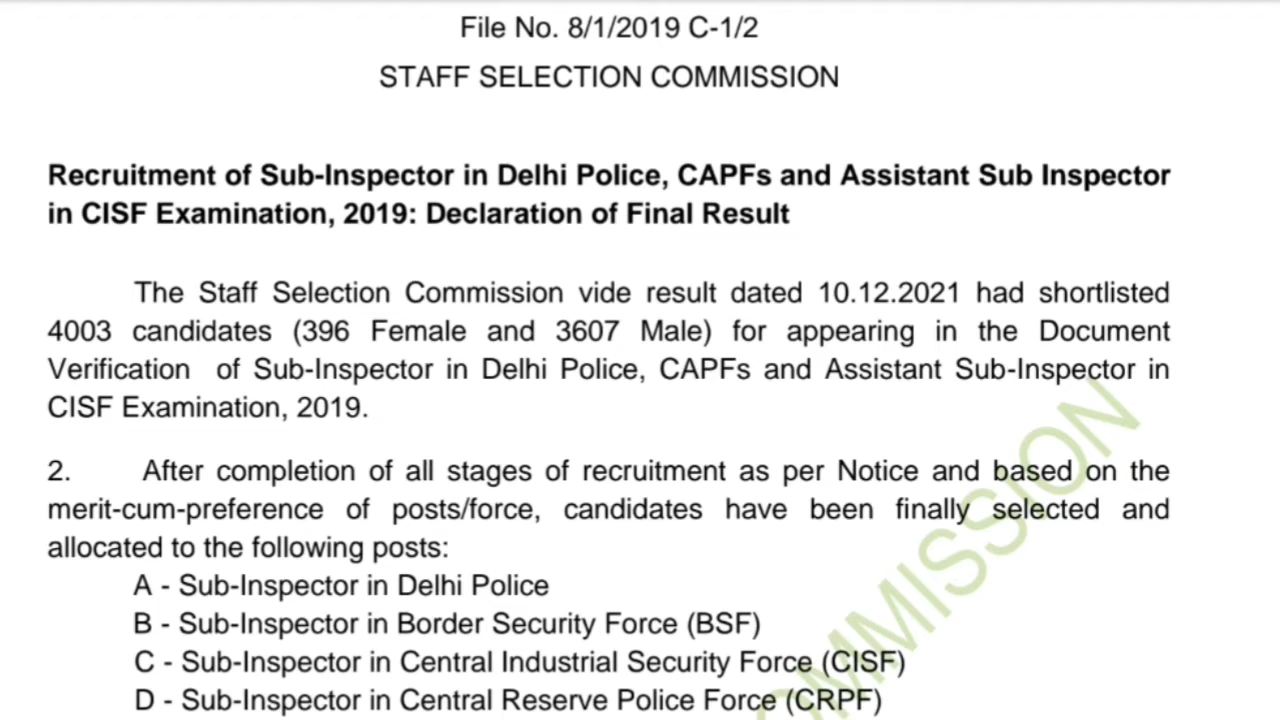 File No. 8/1/2019 C-1/2
STAFF SELECTION COMMISSION
Recruitment of Sub-Inspector in Delhi Police, CAPFs and Assistant Sub Inspector
in CISF Examination, 2019: Declaration of Final Result
The Staff Selection Commission vide result dated 10.12.2021 had shortlisted
4003 candidates (396 Female and 3607 Male) for appearing in the Document
Verification of Sub-Inspector in Delhi Police, CAPFs and Assistant Sub-Inspector in
CISF Examination, 2019.
2. After completion of all stages of recruitment as per Notice and based on the
merit-cum-preference of posts/force, candidates have been finally selected and
allocated to the following posts:
A - Sub-Inspector in Delhi Police
B - Sub-Inspector in Border Security Force (BSF)
C - Sub-Inspector in Central Industrial Security Force (CISF)
D - Sub-Inspector in Central Reserve Police Force (CRPF)